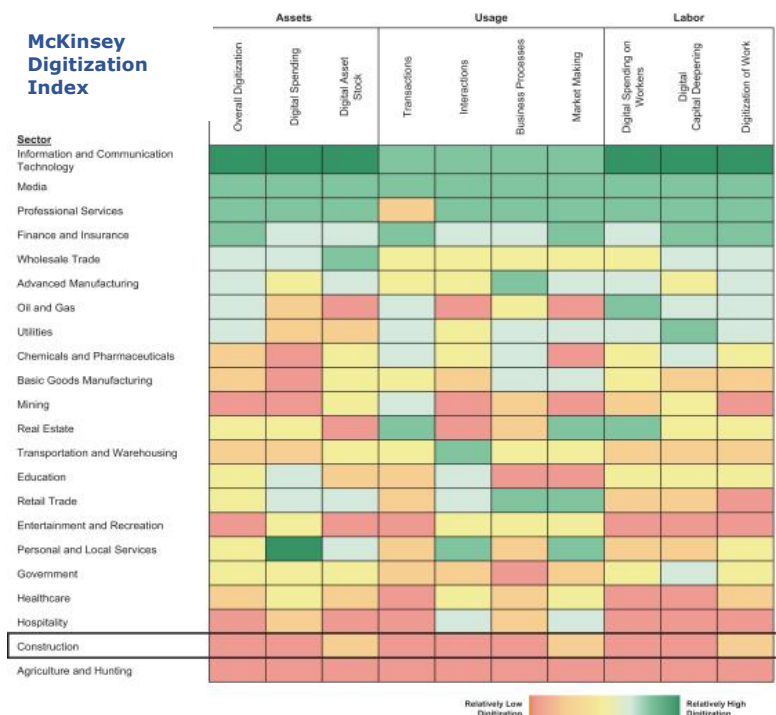 Assets Usage Labor
McKinsey
Digitization
Index
Overall Digitization
Digital Spending
Digital Asset
Stock
Transactions
Interactions
Business Processes
Market Making
Digital Spending on
Workers
Digital
Capital Deepening
Digitization of Work
Sector
Information and Communication
Technology
Media
Professional Services
Finance and Insurance
Wholesale Trade
Advanced Manufacturing
Oil and Gas
Utilities
Chemicals and Pharmaceuticals
Basic Goods Manufacturing
Mining
Real Estate
Transportation and Warehousing
Education
Retail Trade
Entertainment and Recreation
Personal and Local Services
Government
Healthcare
Hospitality
Construction
Agriculture and Hunting
Relatively Low
Digitization
Relatively High
Digitization